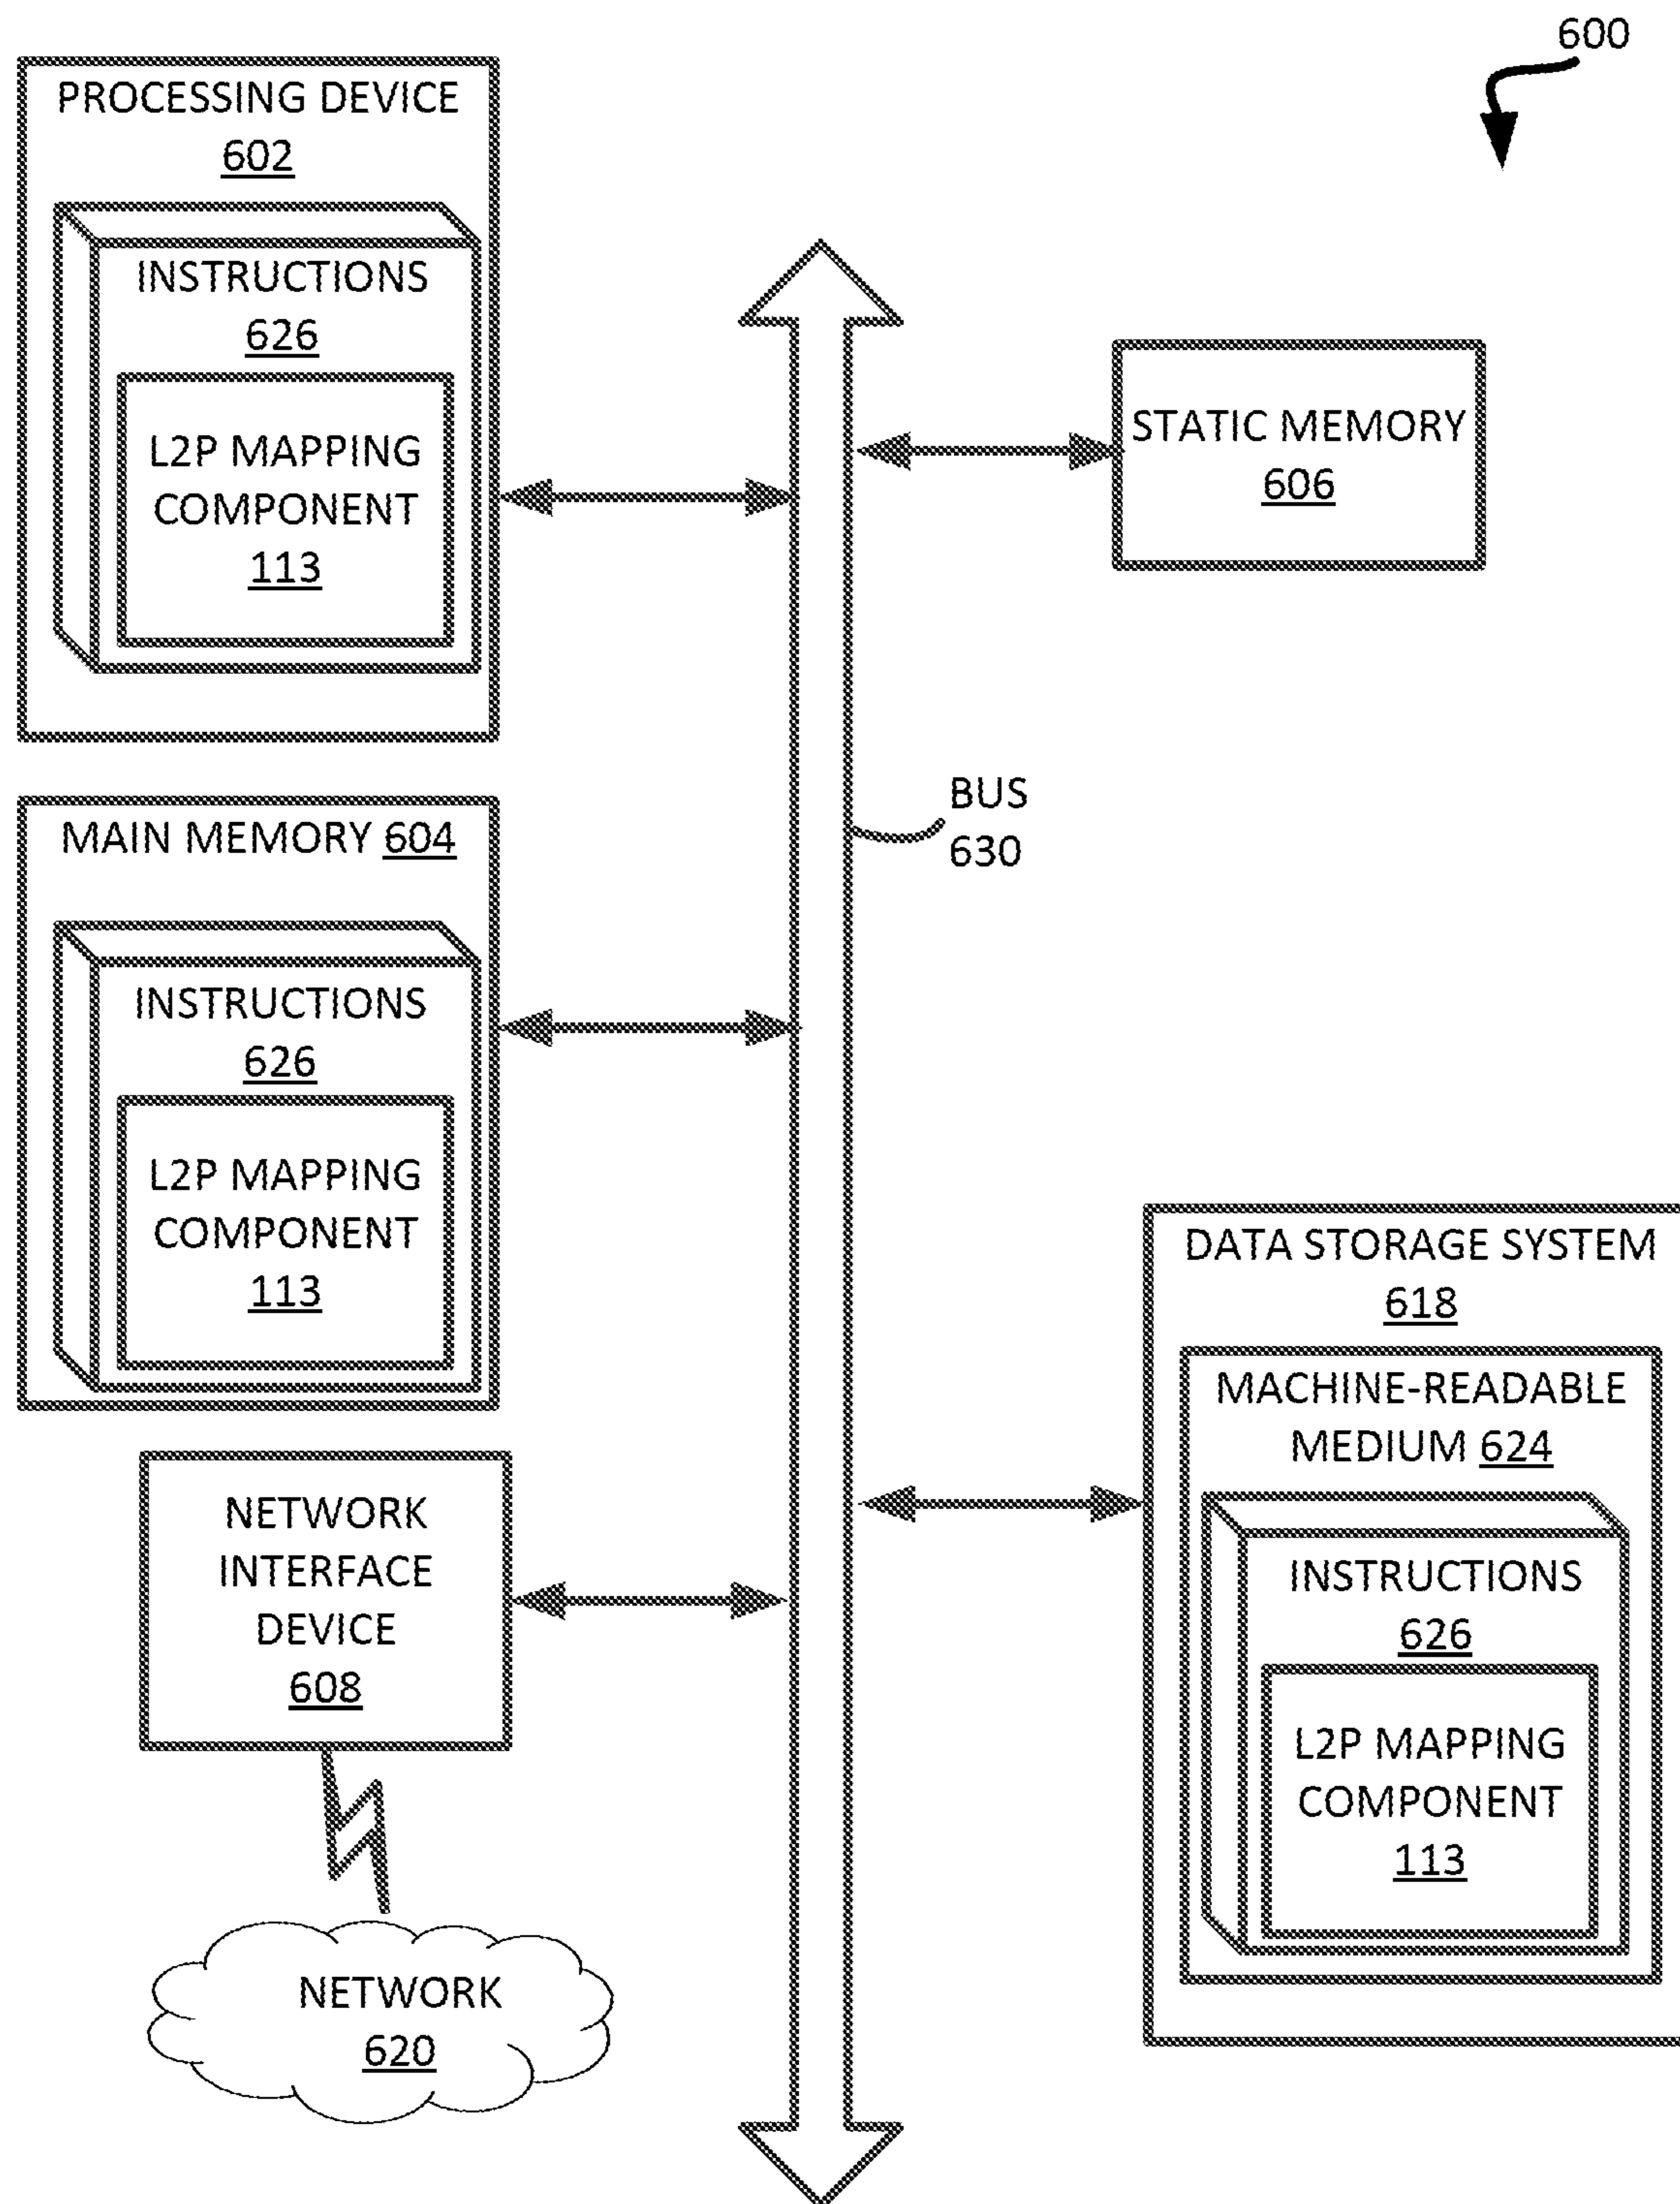 600
PROCESSING DEVICE
602
INSTRUCTIONS
626
L2P MAPPING
COMPONENT
113
STATIC MEMORY
606
BUS
630
MAIN MEMORY 604
INSTRUCTIONS
626
L2P MAPPING
COMPONENT
113
DATA STORAGE SYSTEM
618
MACHINE-READABLE
MEDIUM 624
INSTRUCTIONS
626
L2P MAPPING
COMPONENT
113
NETWORK
INTERFACE
DEVICE
608
NETWORK
620